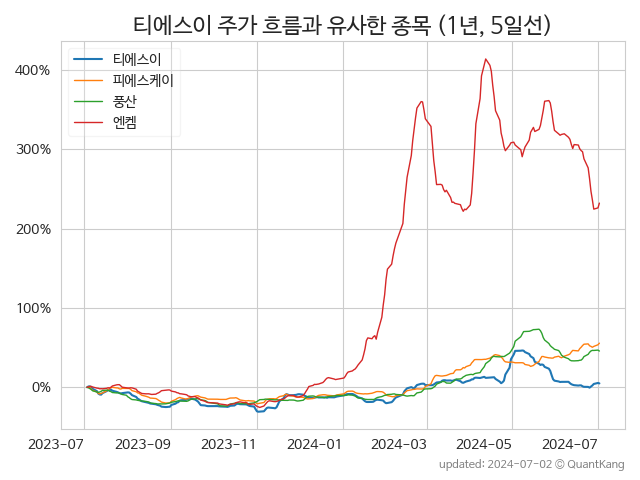 티에스이 주가 흐름과 유사한 종목 (1년, 5일선)
티에스이
피에스케이
풍산
엔켐
400%
300%
200%
100%
0%
2023-07 2023-09 2023-11 2024-01 2024-03 2024-05 2024-07
updated: 2024-07-02 © QuantKang